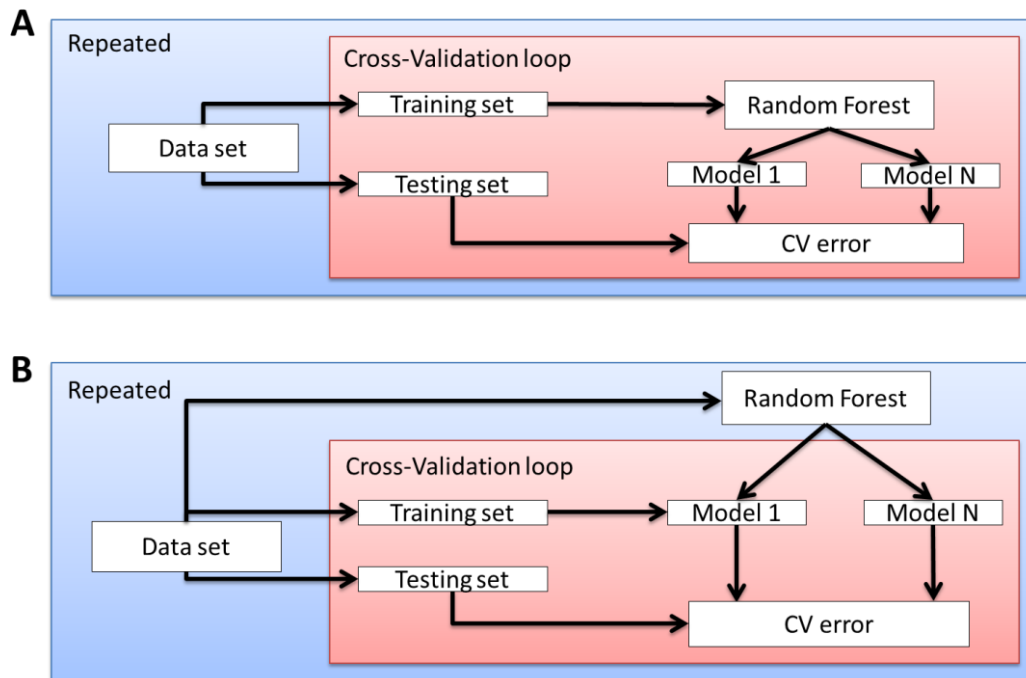 A
Repeated
Cross-Validation loop
Training set
Random Forest
Data set
Testing set
Model 1
Model N
CV error
B
Repeated
Random Forest
Cross-Validation loop
Training set
Model 1
Model N
Data set
Testing set
CV error